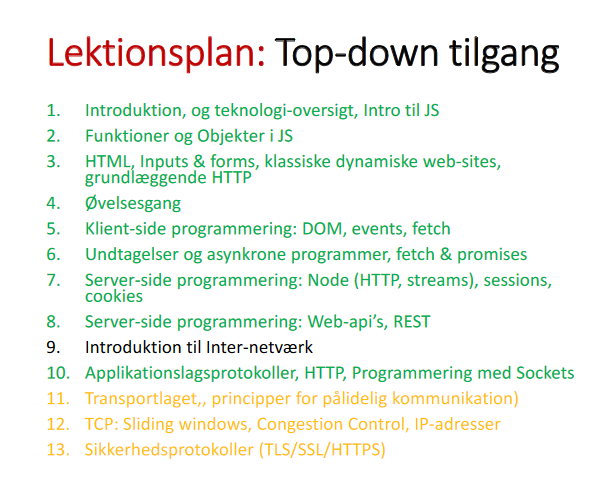 Lektionsplan: Top-down tilgang
1. Introduktion, og teknologi-oversigt, Intro til JS
2. Funktioner og Objekter i JS
3. HTML, Inputs & forms, klassiske dynamiske web-sites,
grundlæggende HTTP
4. Øvelsesgang
5. Klient-side programmering: DOM, events, fetch
6. Undtagelser og asynkrone programmer, fetch & promises
7. Server-side programmering: Node (HTTP, streams), sessions,
cookies
8. Server-side programmering: Web-api’s, REST
9. Introduktion til Inter-netværk
10. Applikationslagsprotokoller, HTTP, Programmering med Sockets
11. Transportlaget,, principper for pålidelig kommunikation)
12. TCP: Sliding windows, Congestion Control, IP-adresser
13. Sikkerhedsprotokoller (TLS/SSL/HTTPS)